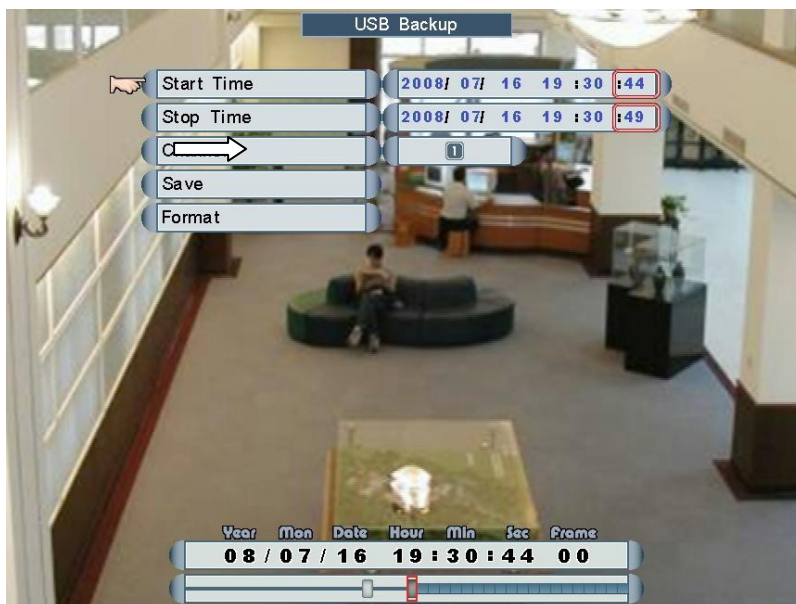 USB Backup
Start Time 2008/ 07/ 16 19 :30 :44
Stop Time 2008/ 07/ 16 19 :30 :49
1
Save
Format
Year Mon Date Hour Min Sec Frame
08/07/16 19:30:44 00